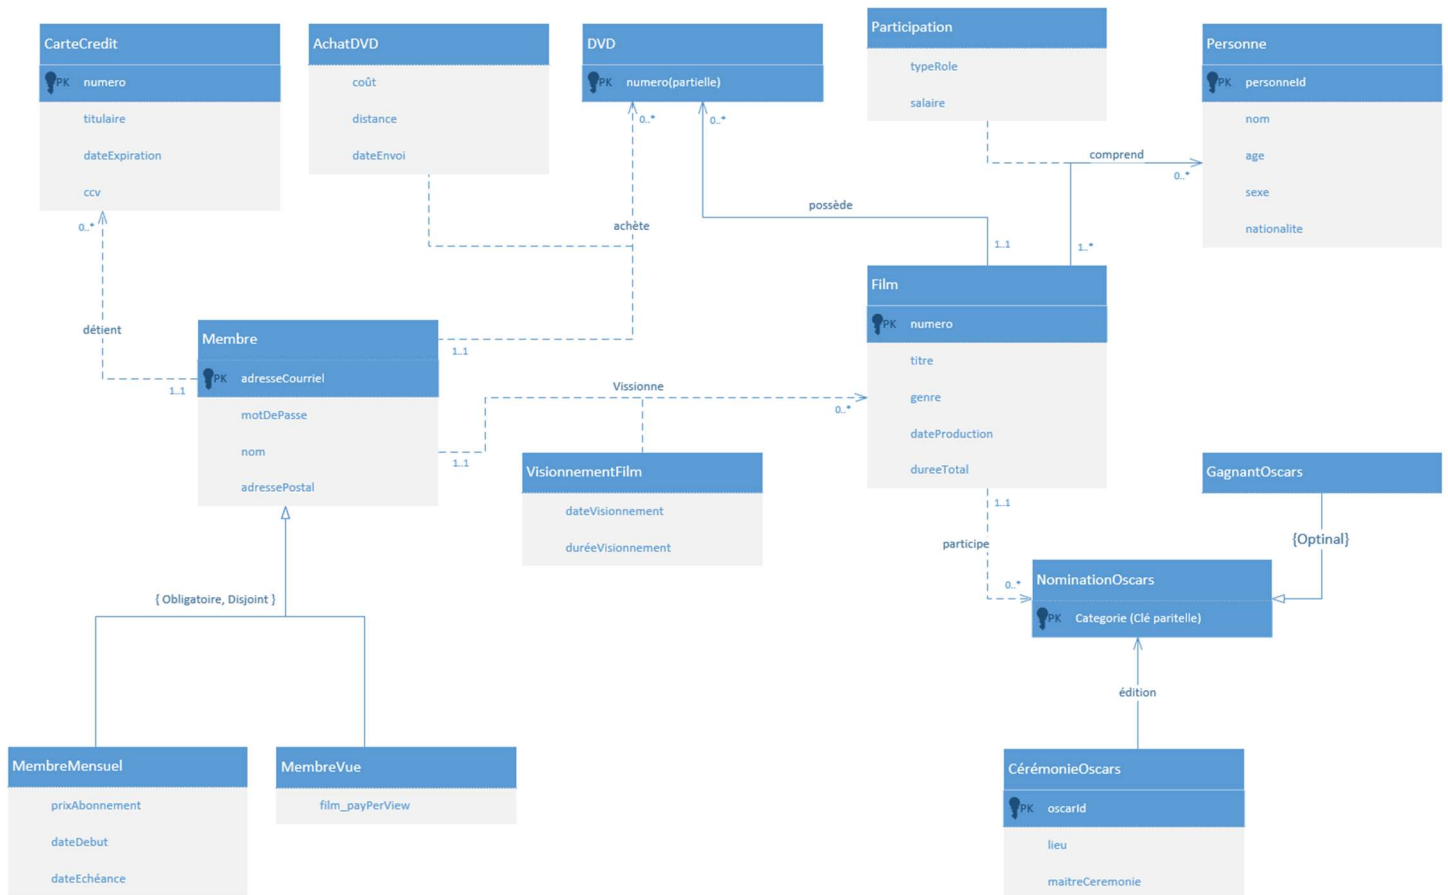 CarteCredit
PK numero
titulaire
dateExpiration
ccv
AchatDVD
coût
distance
dateEnvoi
DVD
PK numero(partielle)
Participation
typeRole
salaire
Personne
PK personneId
nom
age
sexe
nationalite
0..*
détient
1..1
0..*
achète
1..1
0..*
possède
1..1
comprend
0..*
1..*
Membre
PK adresseCourriel
motDePasse
nom
adressePostal
Film
PK numero
titre
genre
dateProduction
dureeTotal
Vissionne
0..*
1..1
VisionnementFilm
dateVisionnement
duréeVisionnement
1..1
participe
0..*
GagnantOscars
{Optinal}
NominationOscars
PK Categorie (Clé paritelle)
édition
{ Obligatoire, Disjoint }
MembreMensuel
prixAbonnement
dateDebut
dateEchéance
MembreVue
film_payPerView
CérémonieOscars
PK oscarId
lieu
maitreCeremonie